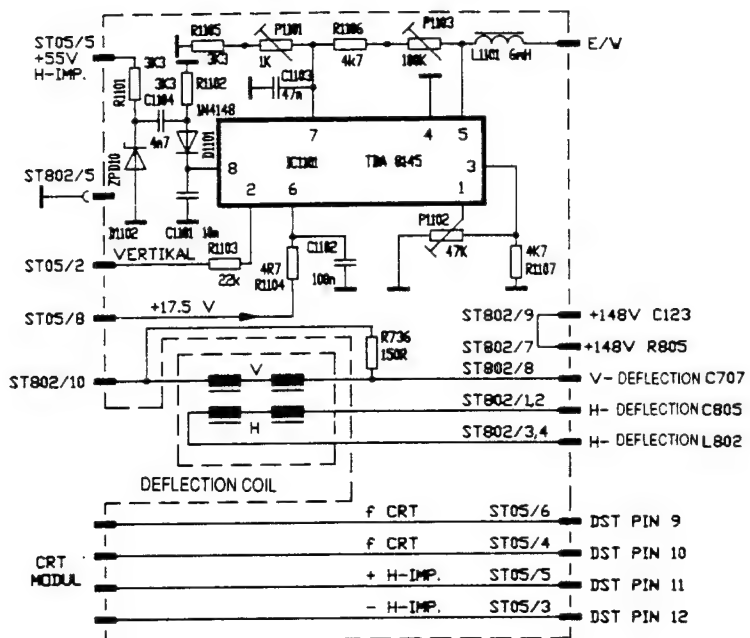 ST05/5
+55V
H-IMP.
R1101
3K3
C1104
4n7
3K3
R1102
1N4148
D1101
ZPD10
D1102
C1101 10n
R1105
3K3
P1101
1K
C1103
47n
R1106
4k7
P1103
100K
L1101 6mH
E/W
7
4
5
8
IC1101
TDA 8145
3
2
6
1
ST802/5
P1102
47K
4K7
R1107
C1102
100n
4R7
R1104
R1103
22k
ST05/2
VERTIKAL
ST05/8
+17.5 V
ST802/9
+148V C123
ST802/7
+148V R805
R736
150R
ST802/10
V
ST802/8
V- DEFLECTION C707
ST802/1,2
H- DEFLECTION C805
H
ST802/3,4
H- DEFLECTION L802
DEFLECTION COIL
CRT
MODUL
f CRT
ST05/6
DST PIN 9
f CRT
ST05/4
DST PIN 10
+ H-IMP.
ST05/5
DST PIN 11
- H-IMP.
ST05/3
DST PIN 12